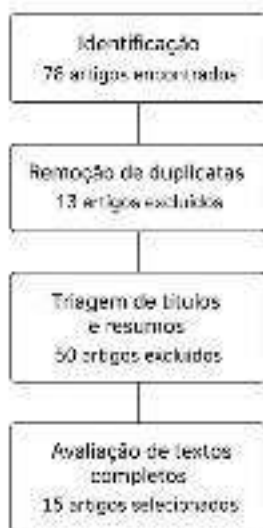 Identificação
78 artigos encontrados
Remoção de duplicatas
13 artigos excluídos
Triagem de títulos
e resumos
50 artigos excluídos
Avaliação de textos
completos
15 artigos selecionados